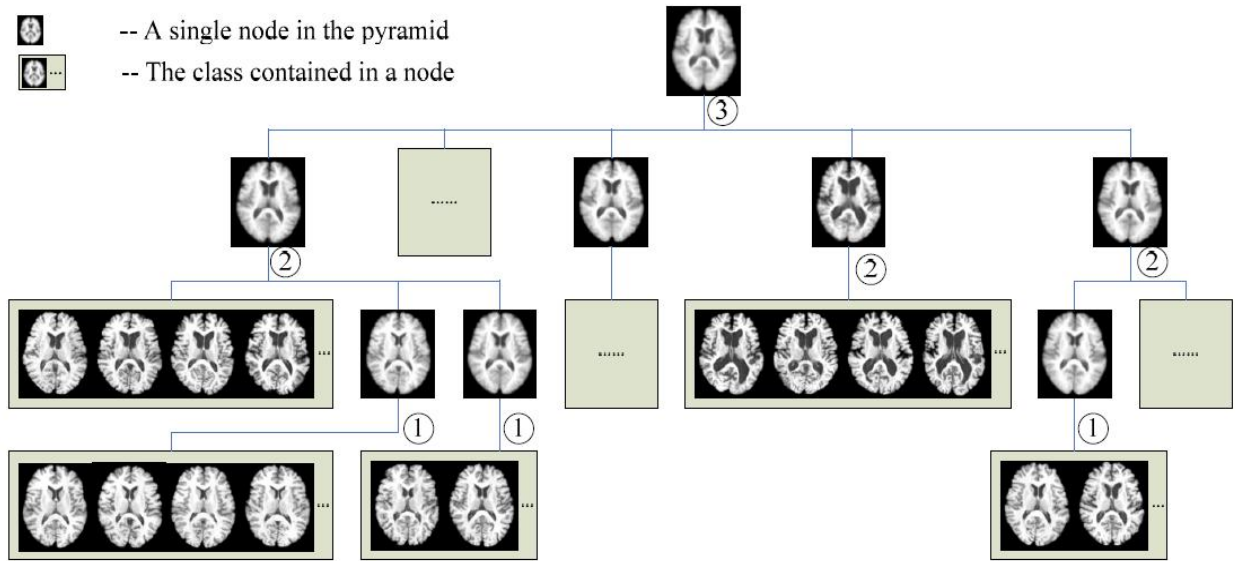 -- A single node in the pyramid
...
-- The class contained in a node
③
......
② ② ②
...
......
...
......
① ① ①
...
...
...